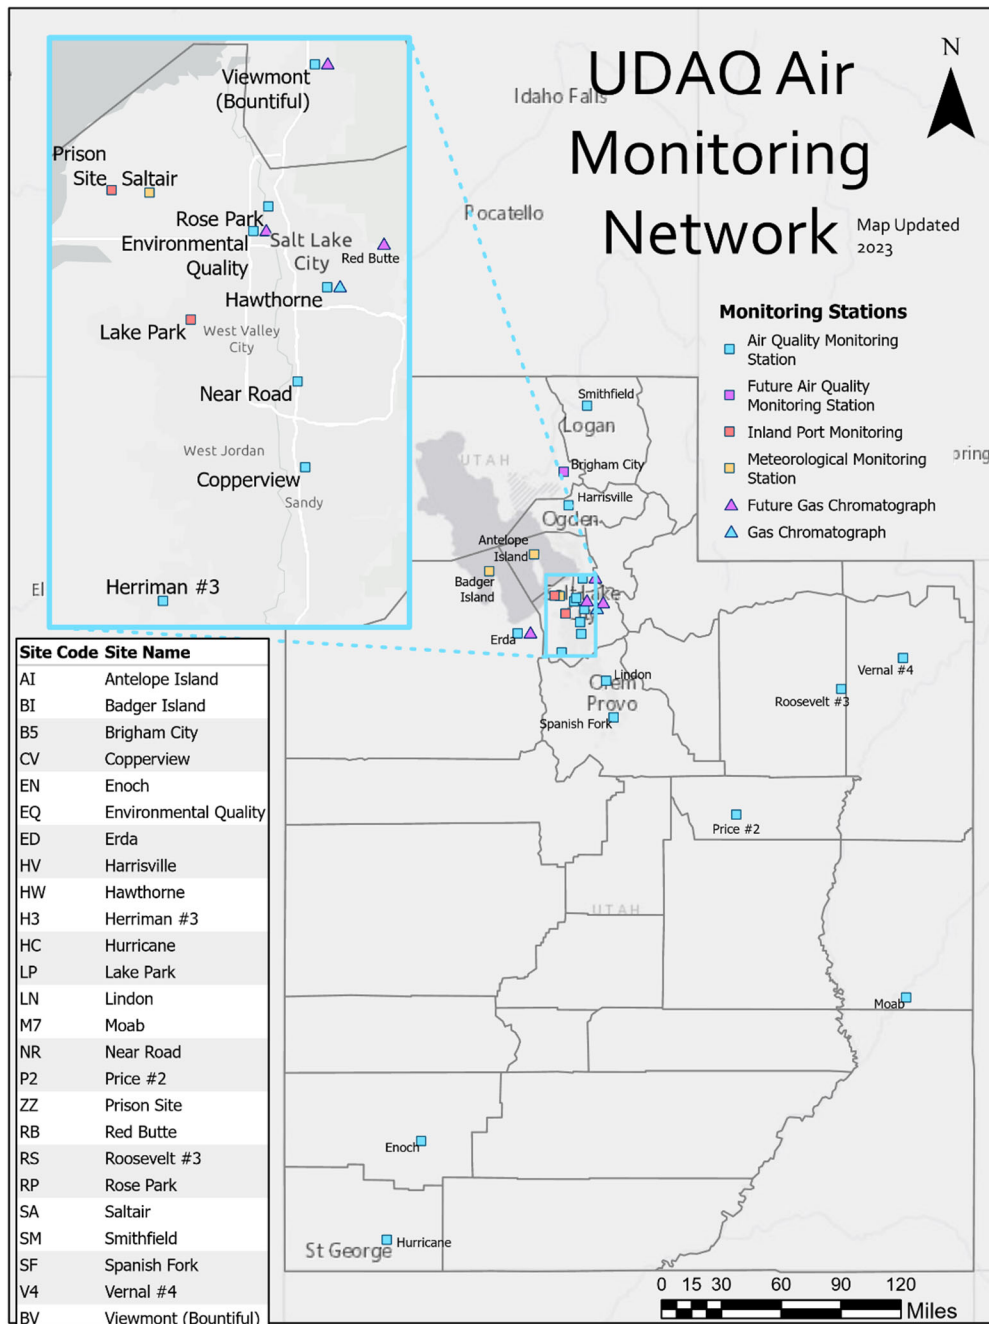 UDAQ Air
Monitoring
Network
Map Updated
2023
N
Idaho Falls
Pocatello
Monitoring Stations
Air Quality Monitoring
Station
Future Air Quality
Monitoring Station
Inland Port Monitoring
Meteorological Monitoring
Station
Future Gas Chromatograph
Gas Chromatograph
Viewmont
(Bountiful)
Prison
Site
Saltair
Rose Park
Environmental
Quality
Salt Lake
City
Red Butte
Hawthorne
Lake Park
West Valley
City
Near Road
West Jordan
Copperview
Sandy
Herriman #3
Smithfield
Logan
UTAH
Brigham City
Harrisville
Ogden
Antelope
Island
Badger
Island
Erda
Lindon
Orem
Provo
Spanish Fork
Vernal #4
Roosevelt #3
Price #2
UTAH
Moab
Enoch
Hurricane
St George
Site Code Site Name
AI Antelope Island
BI Badger Island
B5 Brigham City
CV Copperview
EN Enoch
EQ Environmental Quality
ED Erda
HV Harrisville
HW Hawthorne
H3 Herriman #3
HC Hurricane
LP Lake Park
LN Lindon
M7 Moab
NR Near Road
P2 Price #2
ZZ Prison Site
RB Red Butte
RS Roosevelt #3
RP Rose Park
SA Saltair
SM Smithfield
SF Spanish Fork
V4 Vernal #4
BV Viewmont (Bountiful)
0 15 30 60 90 120
Miles